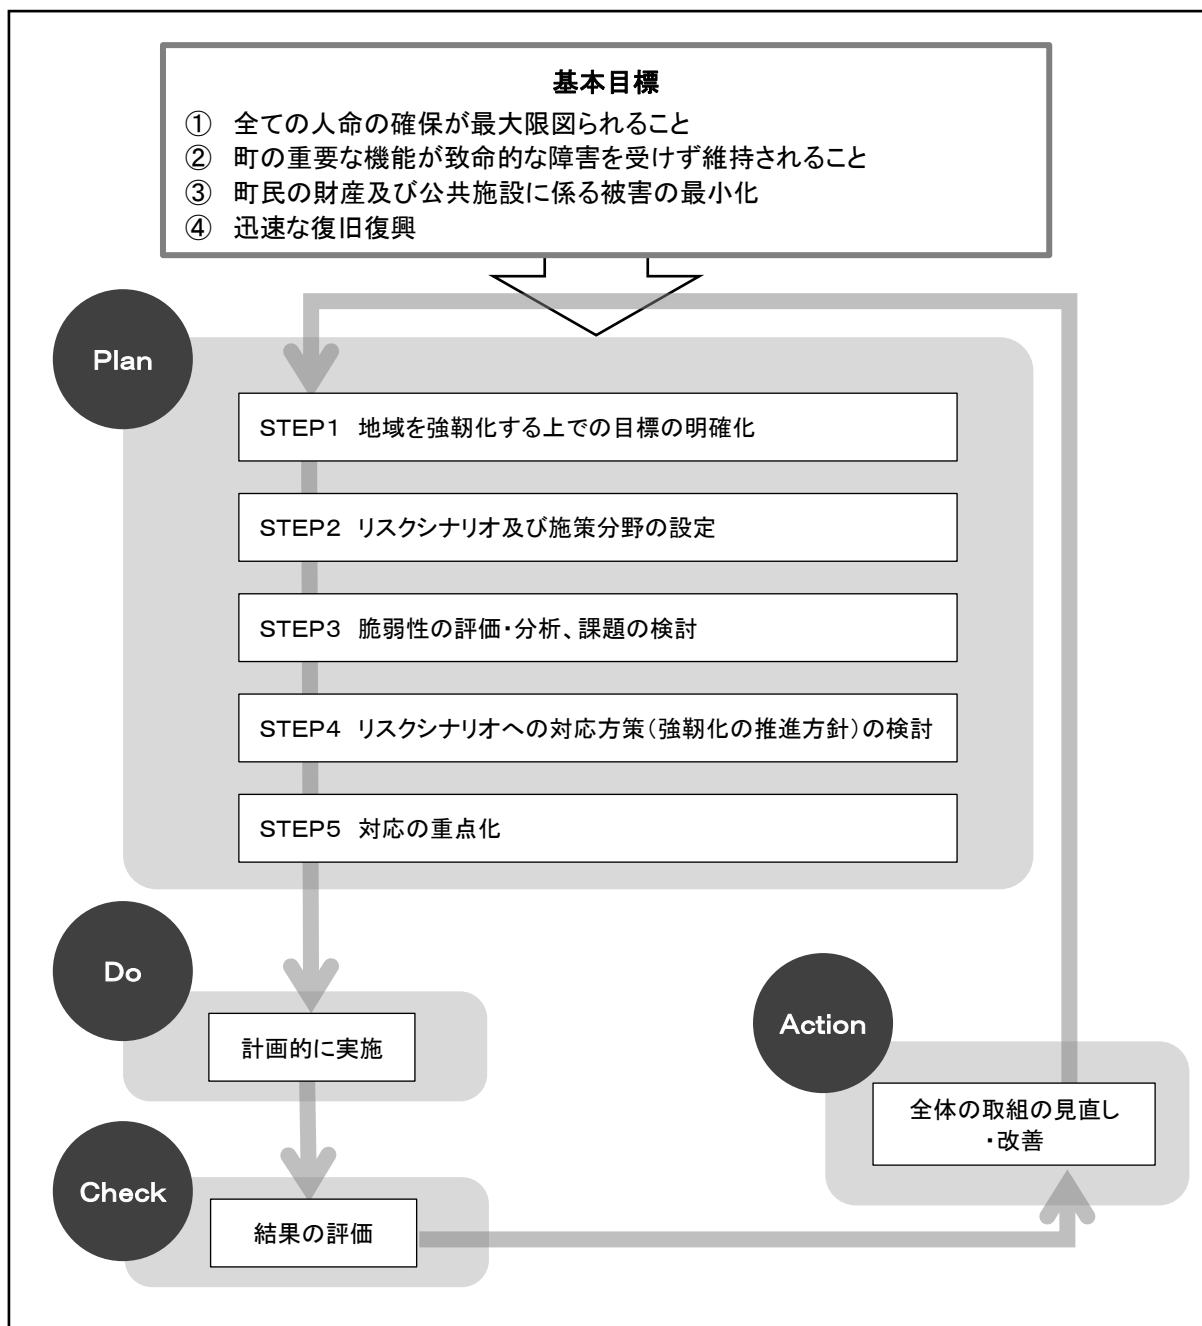 基本目標
① 全ての人命の確保が最大限図られること
② 町の重要な機能が致命的な障害を受けず維持されること
③ 町民の財産及び公共施設に係る被害の最小化
④ 迅速な復旧復興
Plan
STEP1 地域を強靭化する上での目標の明確化
STEP2 リスクシナリオ及び施策分野の設定
STEP3 脆弱性の評価・分析、課題の検討
STEP4 リスクシナリオへの対応方策(強靭化の推進方針)の検討
STEP5 対応の重点化
Do
計画的に実施
Check
結果の評価
Action
全体の取組の見直し
・改善